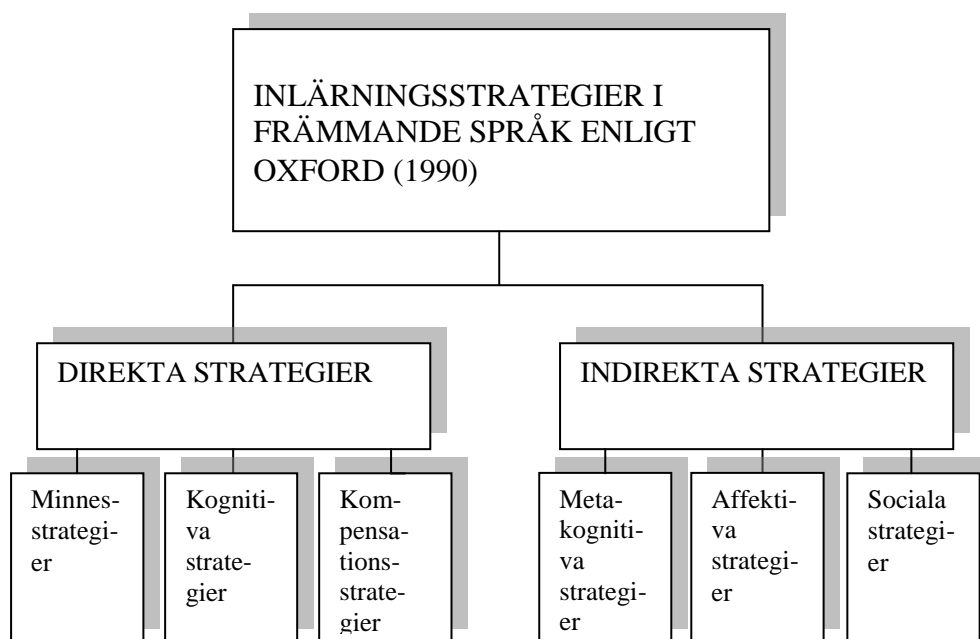 INLÄRNINGSSTRATEGIER I
FRÄMMANDE SPRÅK ENLIGT
OXFORD (1990)
DIREKTA STRATEGIER
INDIREKTA STRATEGIER
Minnes-
strategi-
er
Kogniti-
va
strate-
gier
Kom-
pensa-
tions-
strate-
gier
Meta-
kogniti-
va
strategi-
er
Affekti-
va
strategi-
er
Sociala
strategi-
er